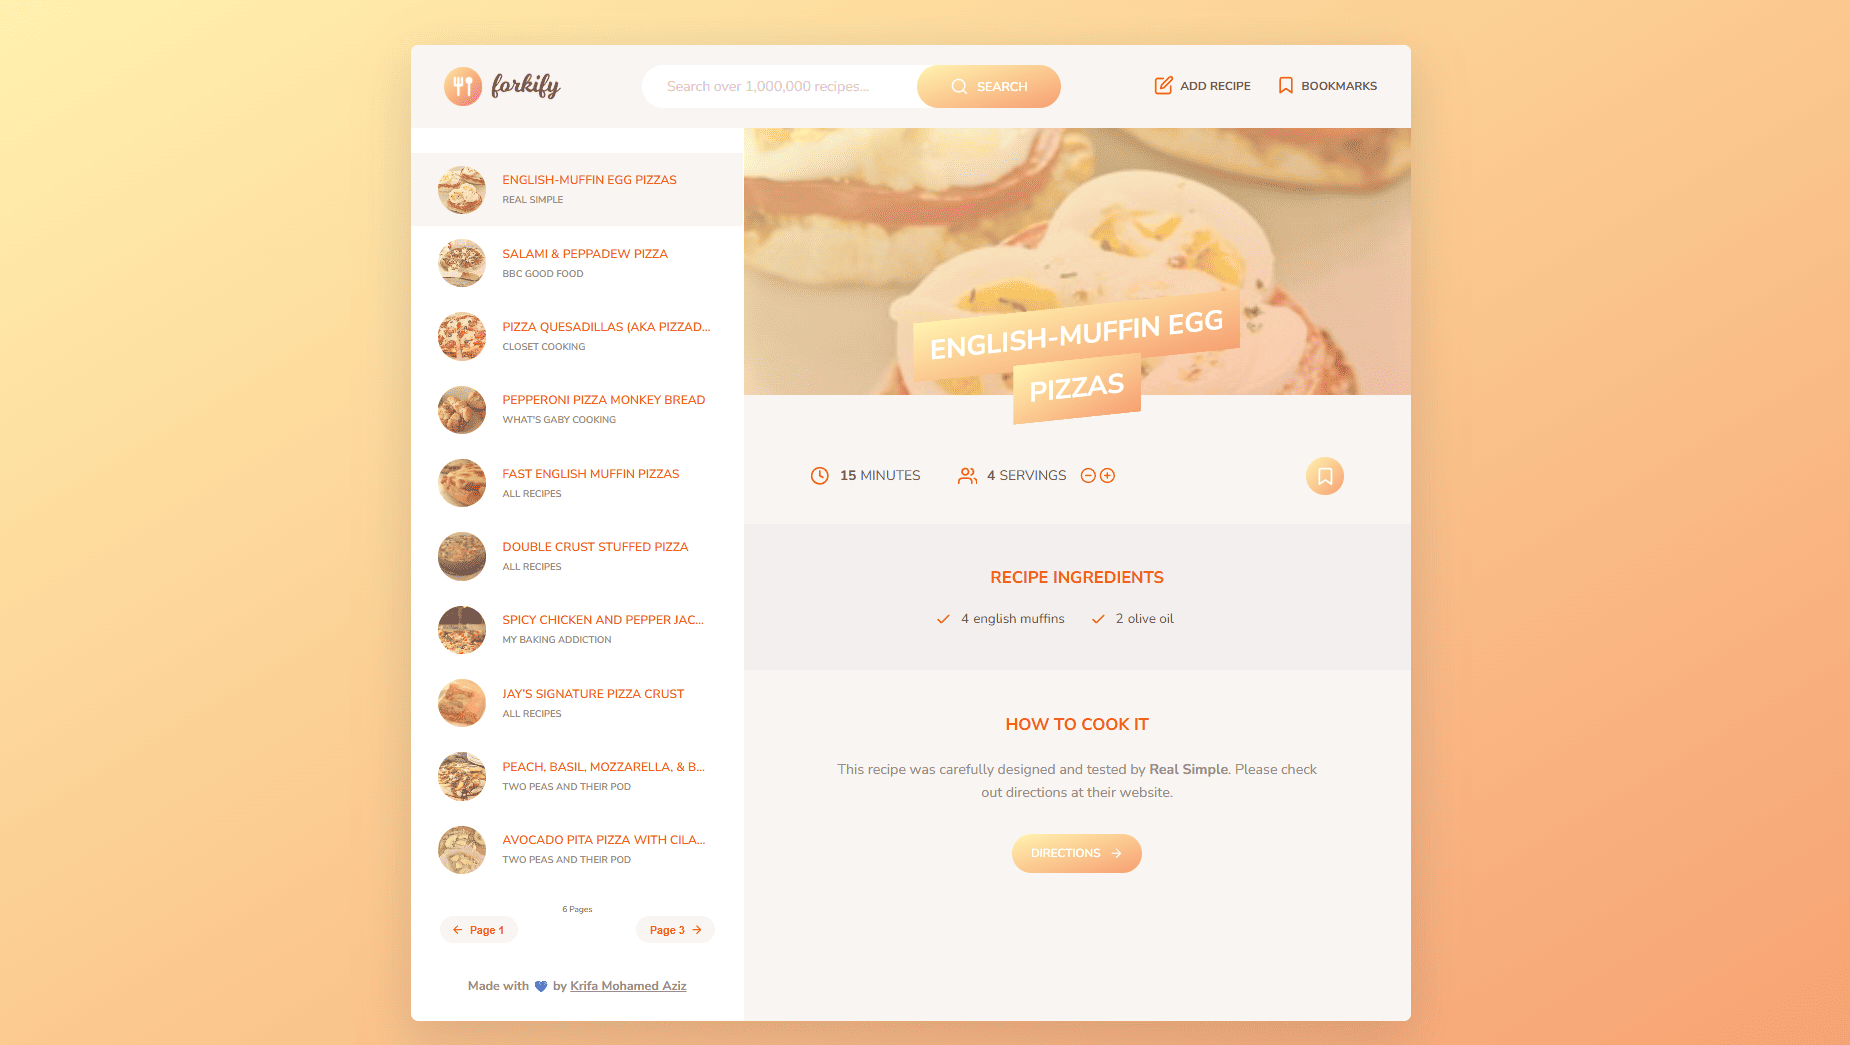 forkify
Search over 1,000,000 recipes...
SEARCH
ADD RECIPE
BOOKMARKS
ENGLISH-MUFFIN EGG PIZZAS
REAL SIMPLE
SALAMI & PEPPADEW PIZZA
BBC GOOD FOOD
PIZZA QUESADILLAS (AKA PIZZAD...
CLOSET COOKING
PEPPERONI PIZZA MONKEY BREAD
WHAT'S GABY COOKING
FAST ENGLISH MUFFIN PIZZAS
ALL RECIPES
DOUBLE CRUST STUFFED PIZZA
ALL RECIPES
SPICY CHICKEN AND PEPPER JAC...
MY BAKING ADDICTION
JAY'S SIGNATURE PIZZA CRUST
ALL RECIPES
PEACH, BASIL, MOZZARELLA, & B...
TWO PEAS AND THEIR POD
AVOCADO PITA PIZZA WITH CILA...
TWO PEAS AND THEIR POD
6 Pages
Page 1
Page 3
Made with 💙 by Krifa Mohamed Aziz
ENGLISH-MUFFIN EGG
PIZZAS
15 MINUTES
4 SERVINGS
RECIPE INGREDIENTS
4 english muffins
2 olive oil
HOW TO COOK IT
This recipe was carefully designed and tested by Real Simple. Please check
out directions at their website.
DIRECTIONS